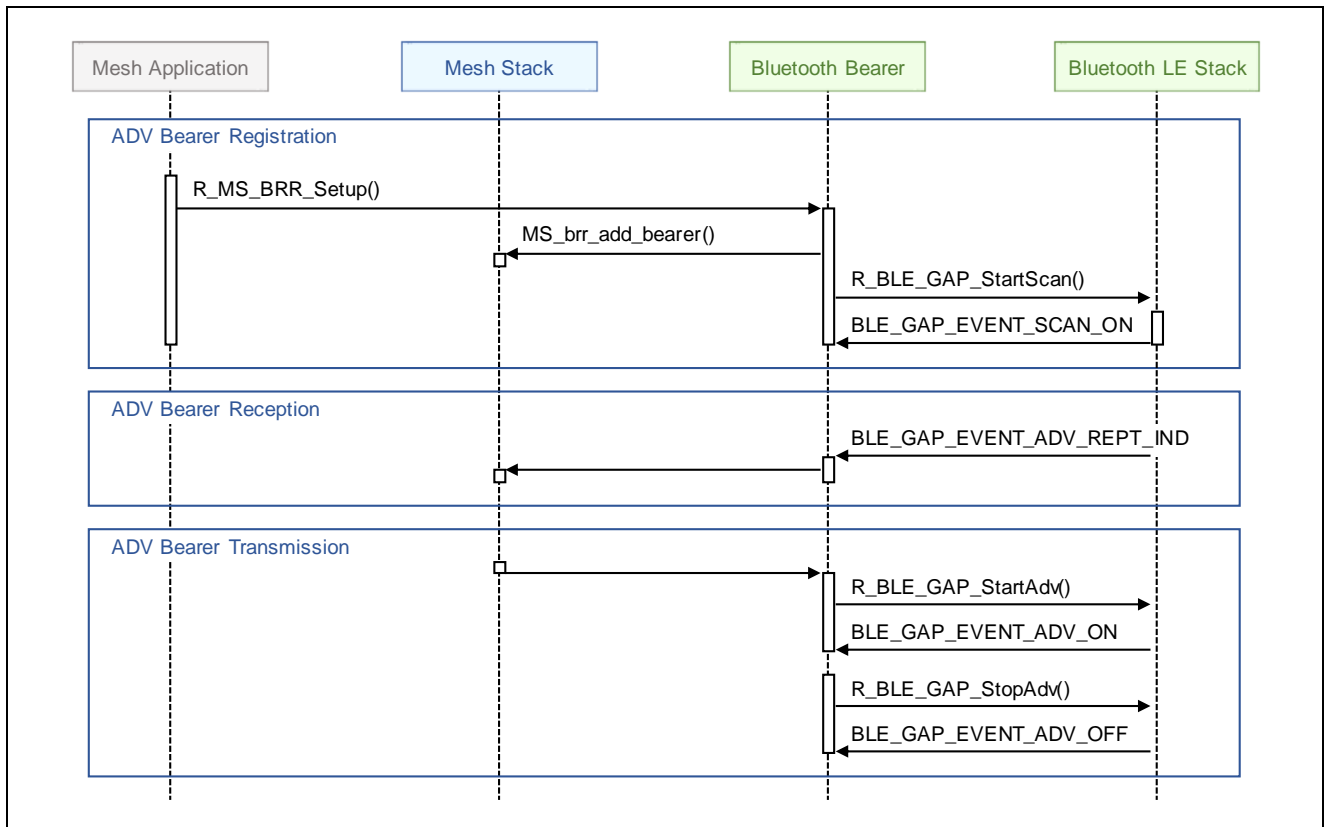 Mesh Application
Mesh Stack
Bluetooth Bearer
Bluetooth LE Stack
ADV Bearer Registration
R_MS_BRR_Setup()
MS_brr_add_bearer()
R_BLE_GAP_StartScan()
BLE_GAP_EVENT_SCAN_ON
ADV Bearer Reception
BLE_GAP_EVENT_ADV_REPT_IND
ADV Bearer Transmission
R_BLE_GAP_StartAdv()
BLE_GAP_EVENT_ADV_ON
R_BLE_GAP_StopAdv()
BLE_GAP_EVENT_ADV_OFF